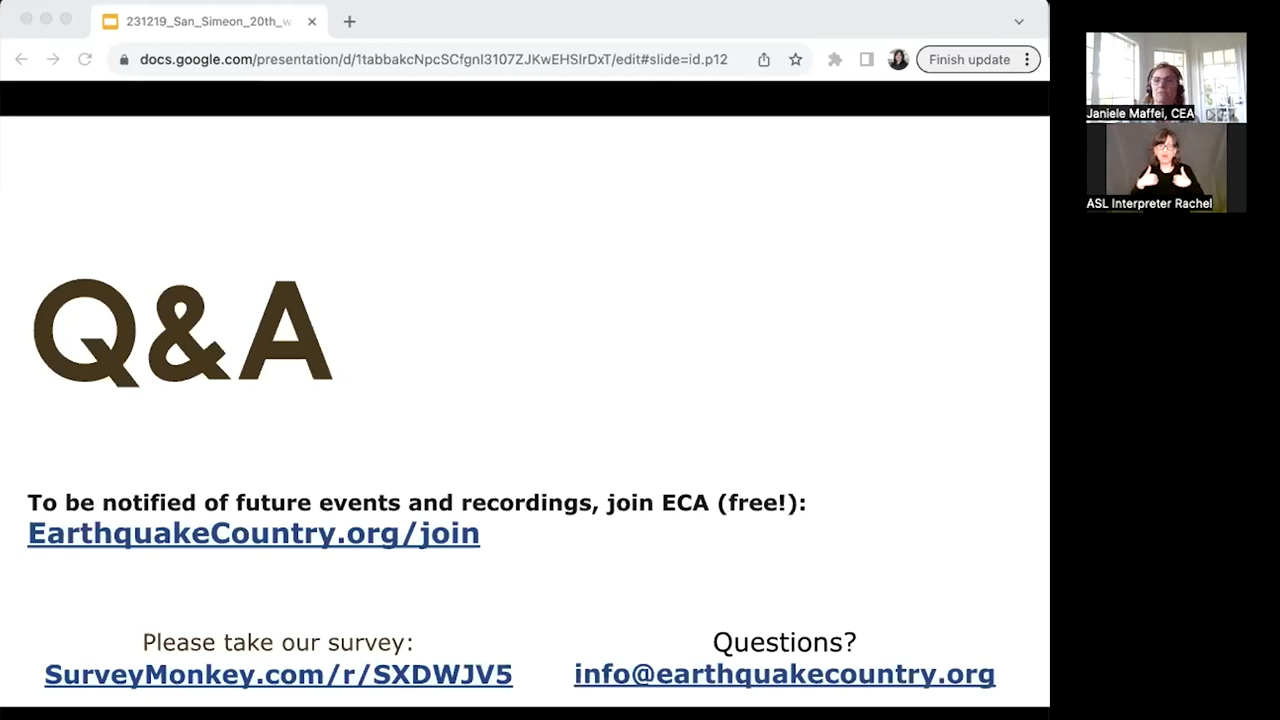 231219_San_Simeon_20th_w
docs.google.com/presentation/d/1tabbakcNpcSCfgnl3107ZJKwEHSlrDxT/edit#slide=id.p12
Finish update
Janiele Maffei, CEA
ASL Interpreter Rachel
Q&A
To be notified of future events and recordings, join ECA (free!):
EarthquakeCountry.org/join
Please take our survey:
SurveyMonkey.com/r/SXDWJV5
Questions?
info@earthquakecountry.org